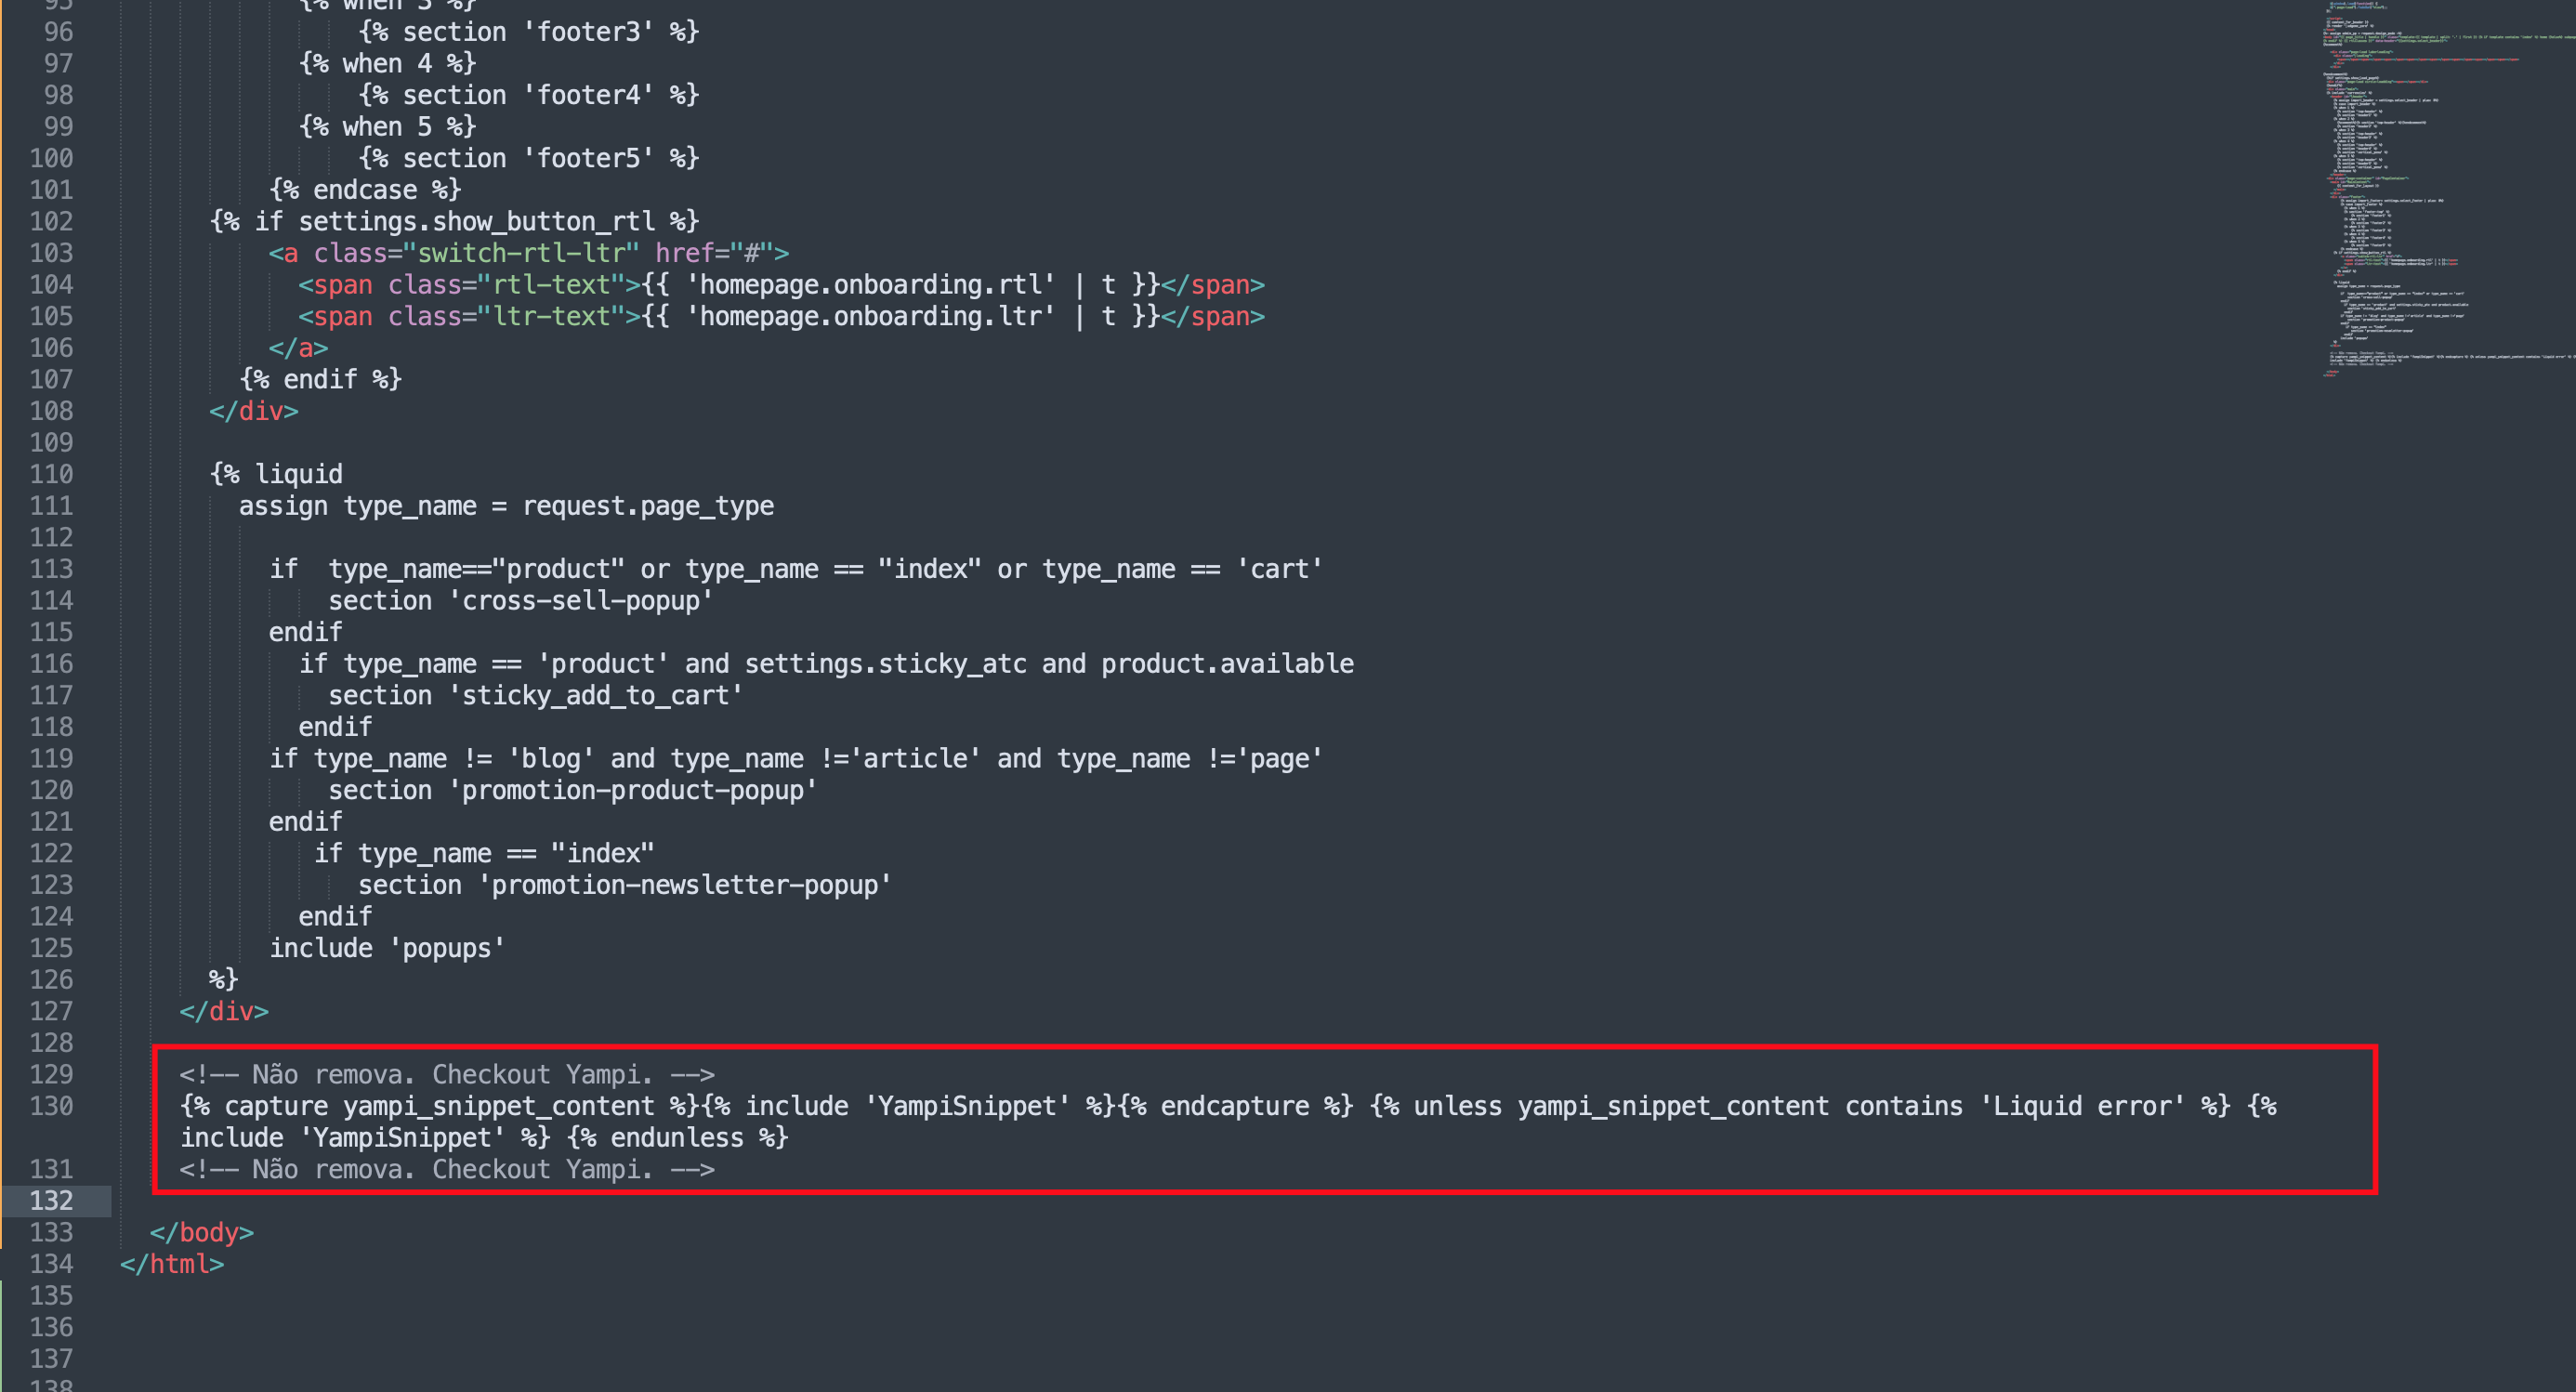 95 {% when 3 %}
96 {% section 'footer3' %}
97 {% when 4 %}
98 {% section 'footer4' %}
99 {% when 5 %}
100 {% section 'footer5' %}
101 {% endcase %}
102 {% if settings.show_button_rtl %}
103 <a class="switch-rtl-ltr" href="#">
104 <span class="rtl-text">{{ 'homepage.onboarding.rtl' | t }}</span>
105 <span class="ltr-text">{{ 'homepage.onboarding.ltr' | t }}</span>
106 </a>
107 {% endif %}
108 </div>
109
110 {% liquid
111 assign type_name = request.page_type
112
113 if  type_name=="product" or type_name == "index" or type_name == 'cart'
114 section 'cross-sell-popup'
115 endif
116 if type_name == 'product' and settings.sticky_atc and product.available
117 section 'sticky_add_to_cart'
118 endif
119 if type_name != 'blog' and type_name !='article' and type_name !='page'
120 section 'promotion-product-popup'
121 endif
122 if type_name == "index"
123 section 'promotion-newsletter-popup'
124 endif
125 include 'popups'
126 %}
127 </div>
128
129 <!-- Não remova. Checkout Yampi. -->
130 {% capture yampi_snippet_content %}{% include 'YampiSnippet' %}{% endcapture %} {% unless yampi_snippet_content contains 'Liquid error' %} {%
include 'YampiSnippet' %} {% endunless %}
131 <!-- Não remova. Checkout Yampi. -->
132
133 </body>
134 </html>
135
136
137
138